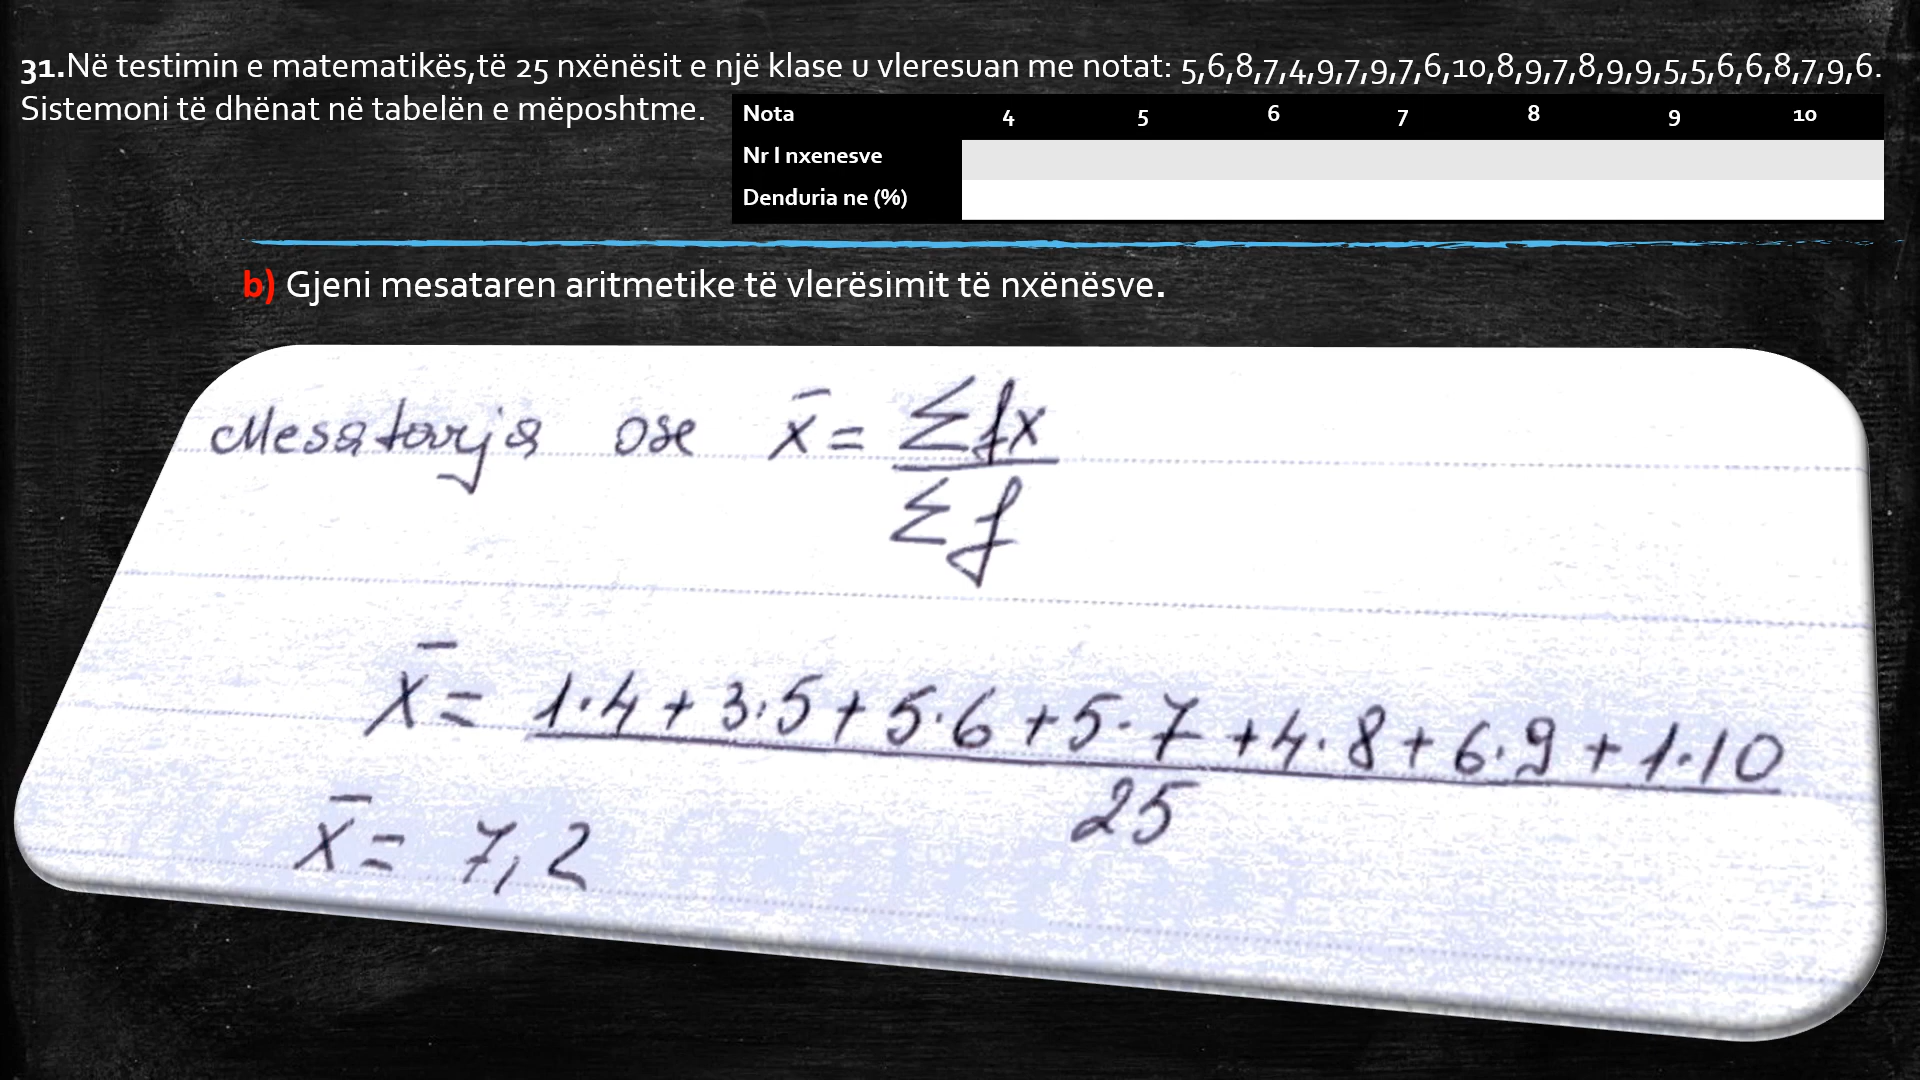 31.Në testimin e matematikës,të 25 nxënësit e një klase u vleresuan me notat: 5,6,8,7,4,9,7,9,7,6,10,8,9,7,8,9,9,5,5,6,6,8,7,9,6.
Sistemoni të dhënat në tabelën e mëposhtme.
Nota 4 5 6 7 8 9 10
Nr I nxenesve
Denduria ne (%)
b) Gjeni mesataren aritmetike të vlerësimit të nxënësve.
Mesatarja ose x̄ = Σfx / Σf
x̄ = 1·4 + 3·5 + 5·6 + 5·7 + 4·8 + 6·9 + 1·10 / 25
x̄ = 7,2